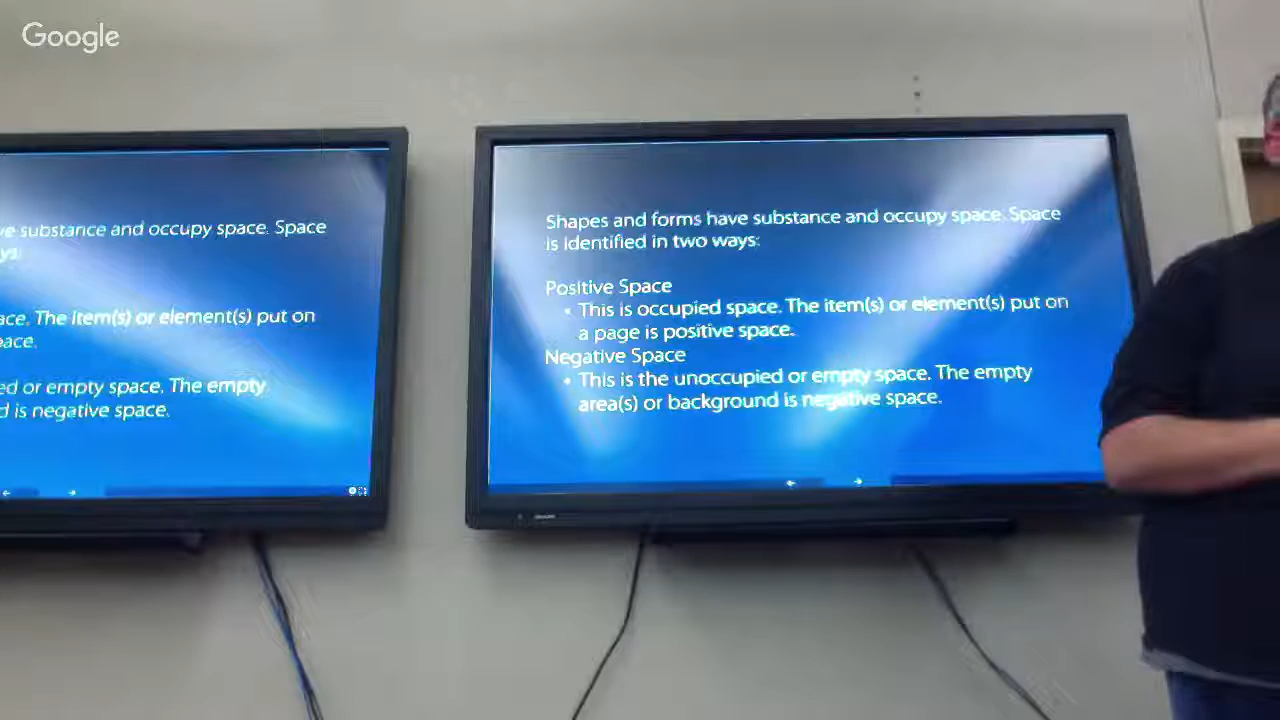 Google
ve substance and occupy space. Space
ys:
ace. The item(s) or element(s) put on
pace.
ed or empty space. The empty
d is negative space.
Shapes and forms have substance and occupy space. Space
is identified in two ways:
Positive Space
• This is occupied space. The item(s) or element(s) put on
a page is positive space.
Negative Space
• This is the unoccupied or empty space. The empty
area(s) or background is negative space.